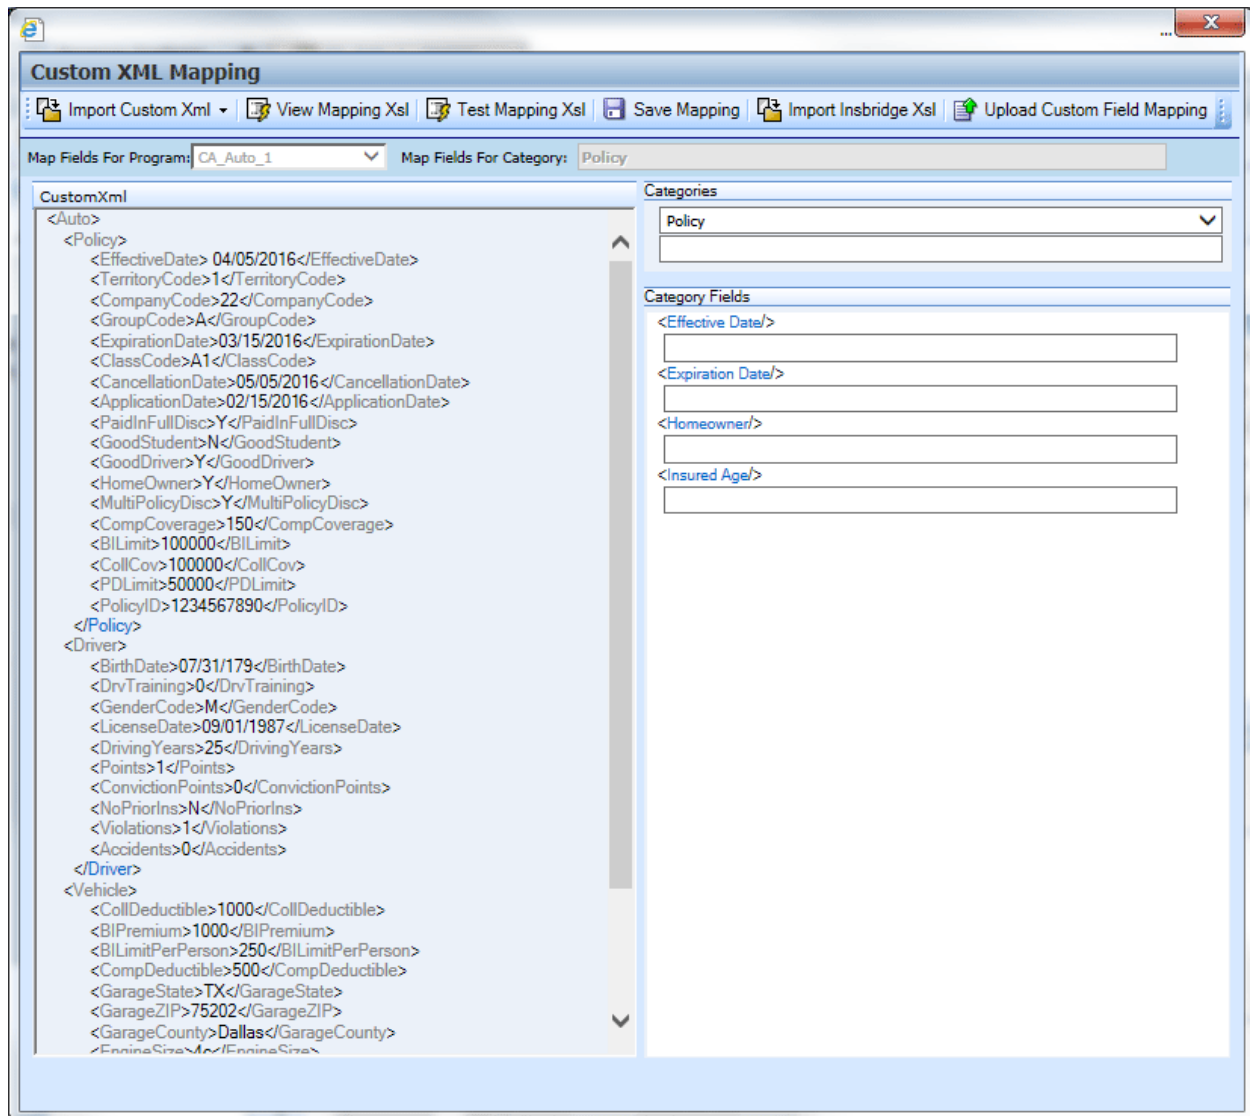 ...
Custom XML Mapping
Import Custom Xml View Mapping Xsl Test Mapping Xsl Save Mapping Import Insbridge Xsl Upload Custom Field Mapping
Map Fields For Program: CA_Auto_1 Map Fields For Category: Policy
CustomXml
<Auto>
<Policy>
<EffectiveDate> 04/05/2016</EffectiveDate>
<TerritoryCode>1</TerritoryCode>
<CompanyCode>22</CompanyCode>
<GroupCode>A</GroupCode>
<ExpirationDate>03/15/2016</ExpirationDate>
<ClassCode>A1</ClassCode>
<CancellationDate>05/05/2016</CancellationDate>
<ApplicationDate>02/15/2016</ApplicationDate>
<PaidInFullDisc>Y</PaidInFullDisc>
<GoodStudent>N</GoodStudent>
<GoodDriver>Y</GoodDriver>
<HomeOwner>Y</HomeOwner>
<MultiPolicyDisc>Y</MultiPolicyDisc>
<CompCoverage>150</CompCoverage>
<BILimit>100000</BILimit>
<CollCov>100000</CollCov>
<PDLimit>50000</PDLimit>
<PolicyID>1234567890</PolicyID>
</Policy>
<Driver>
<BirthDate>07/31/179</BirthDate>
<DrvTraining>0</DrvTraining>
<GenderCode>M</GenderCode>
<LicenseDate>09/01/1987</LicenseDate>
<DrivingYears>25</DrivingYears>
<Points>1</Points>
<ConvictionPoints>0</ConvictionPoints>
<NoPriorIns>N</NoPriorIns>
<Violations>1</Violations>
<Accidents>0</Accidents>
</Driver>
<Vehicle>
<CollDeductible>1000</CollDeductible>
<BIPremium>1000</BIPremium>
<BILimitPerPerson>250</BILimitPerPerson>
<CompDeductible>500</CompDeductible>
<GarageState>TX</GarageState>
<GarageZIP>75202</GarageZIP>
<GarageCounty>Dallas</GarageCounty>
<EngineSize>4c</EngineSize>
Categories
Policy
Category Fields
<Effective Date/>
<Expiration Date/>
<Homeowner/>
<Insured Age/>